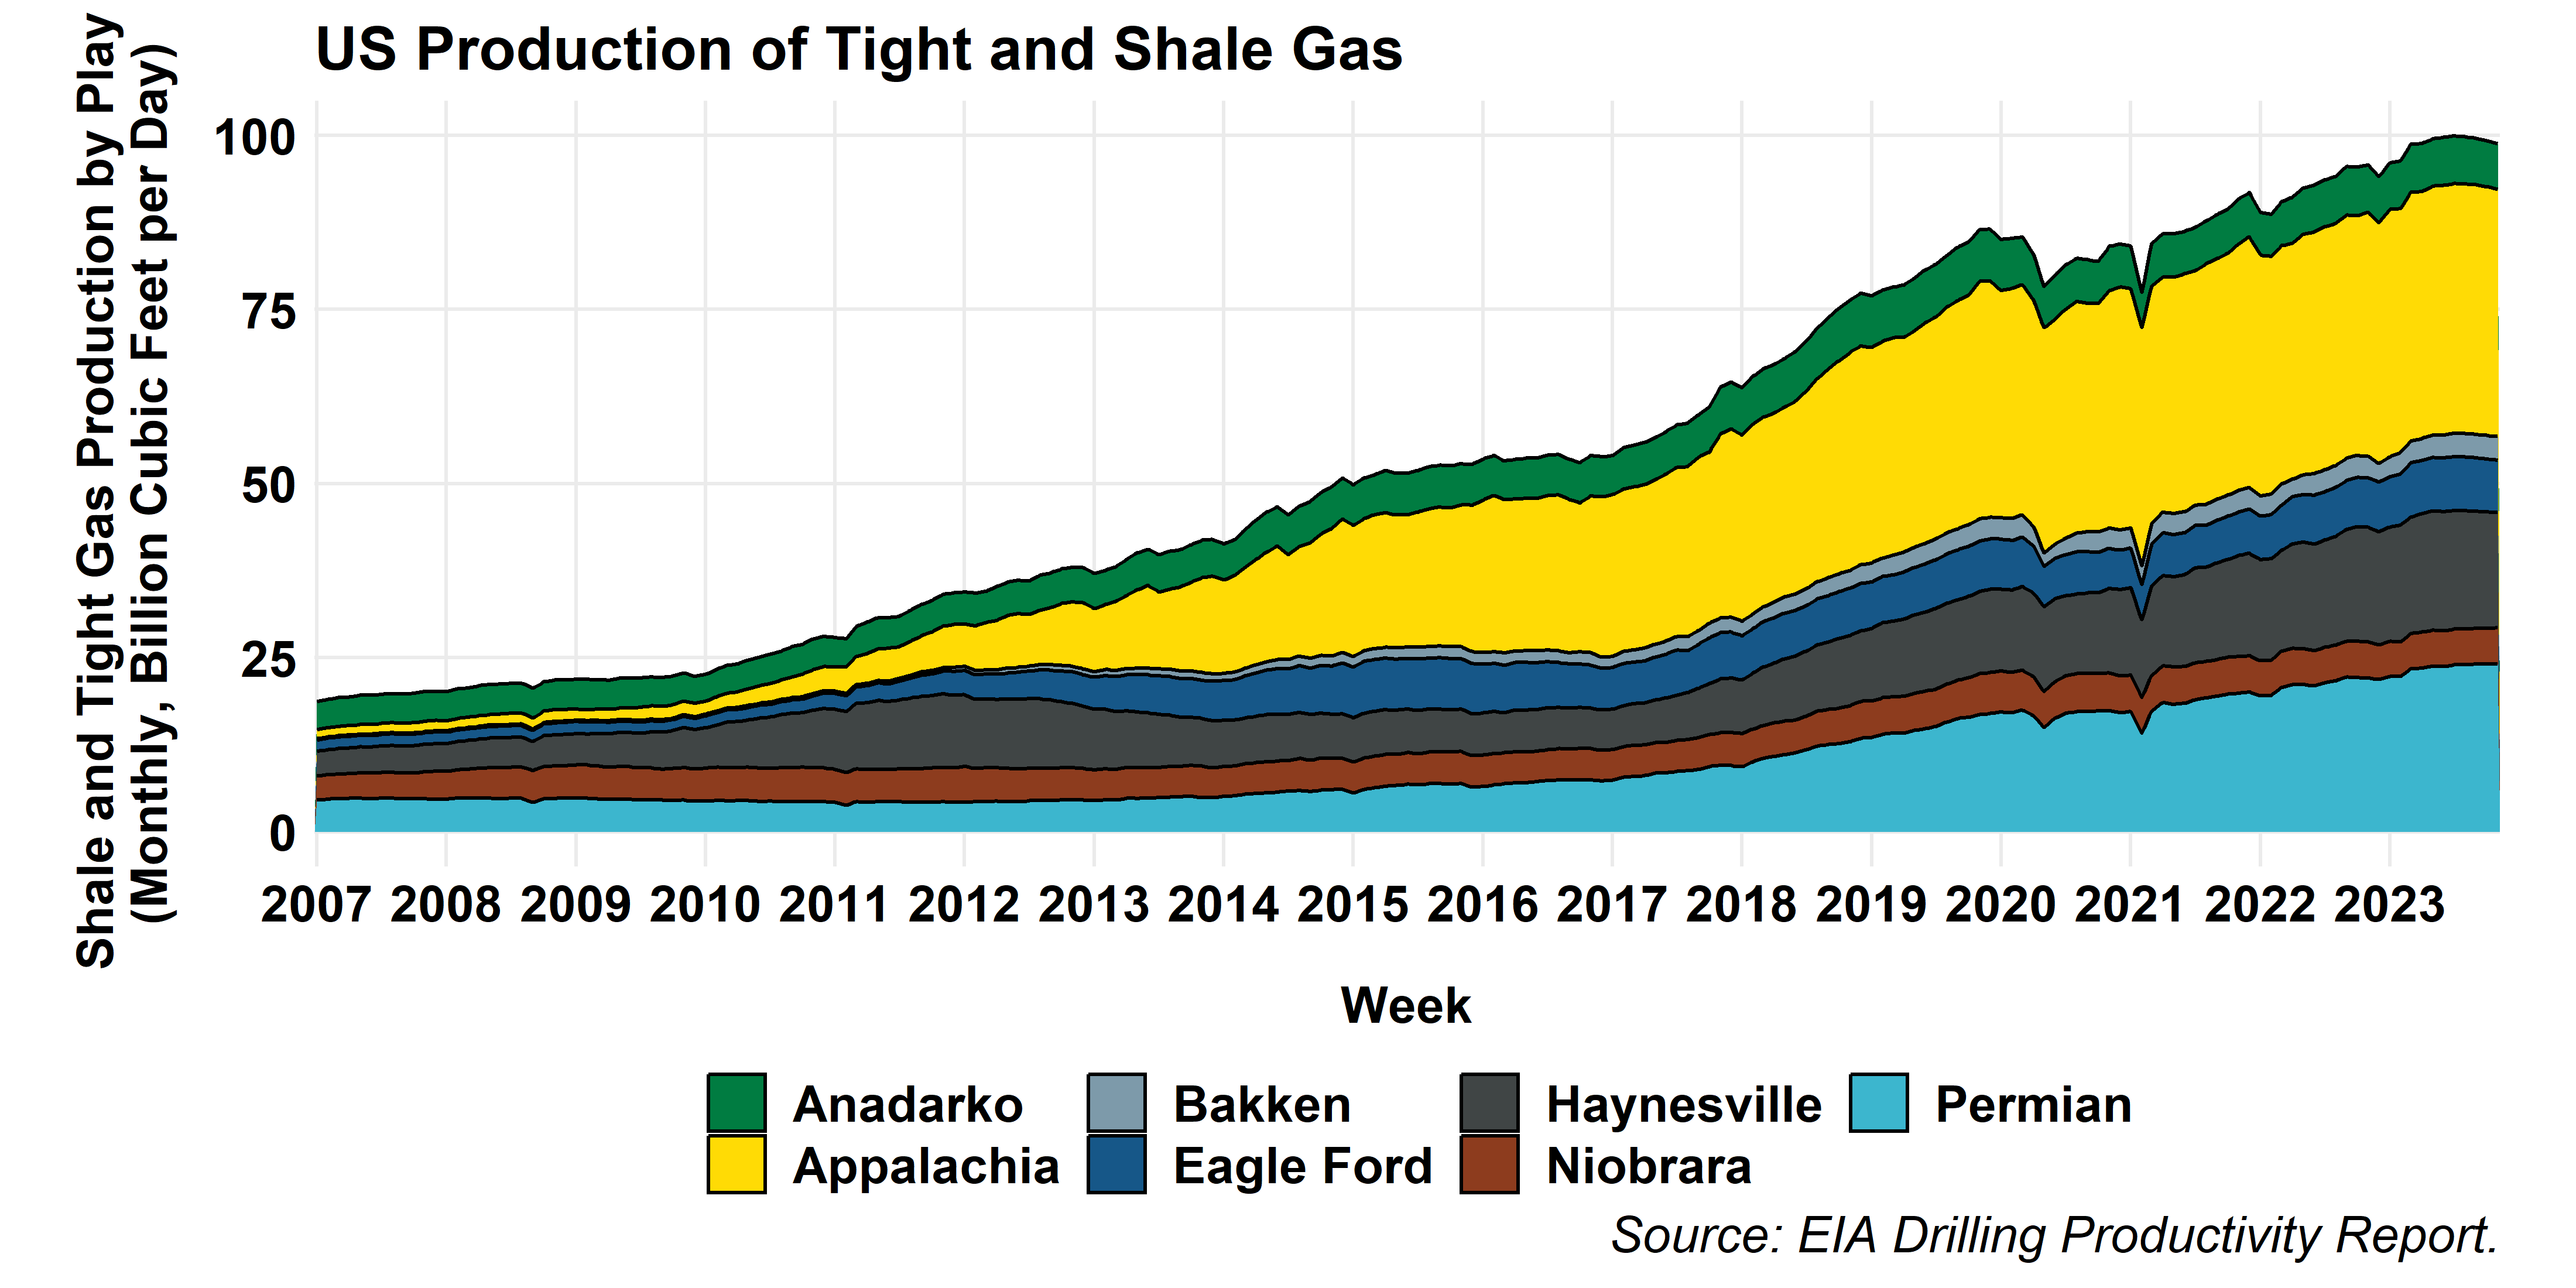 US Production of Tight and Shale Gas
Shale and Tight Gas Production by Play
(Monthly, Billion Cubic Feet per Day)
100
75
50
25
0
2007 2008 2009 2010 2011 2012 2013 2014 2015 2016 2017 2018 2019 2020 2021 2022 2023
Week
Anadarko Bakken Haynesville Permian
Appalachia Eagle Ford Niobrara
Source: EIA Drilling Productivity Report.